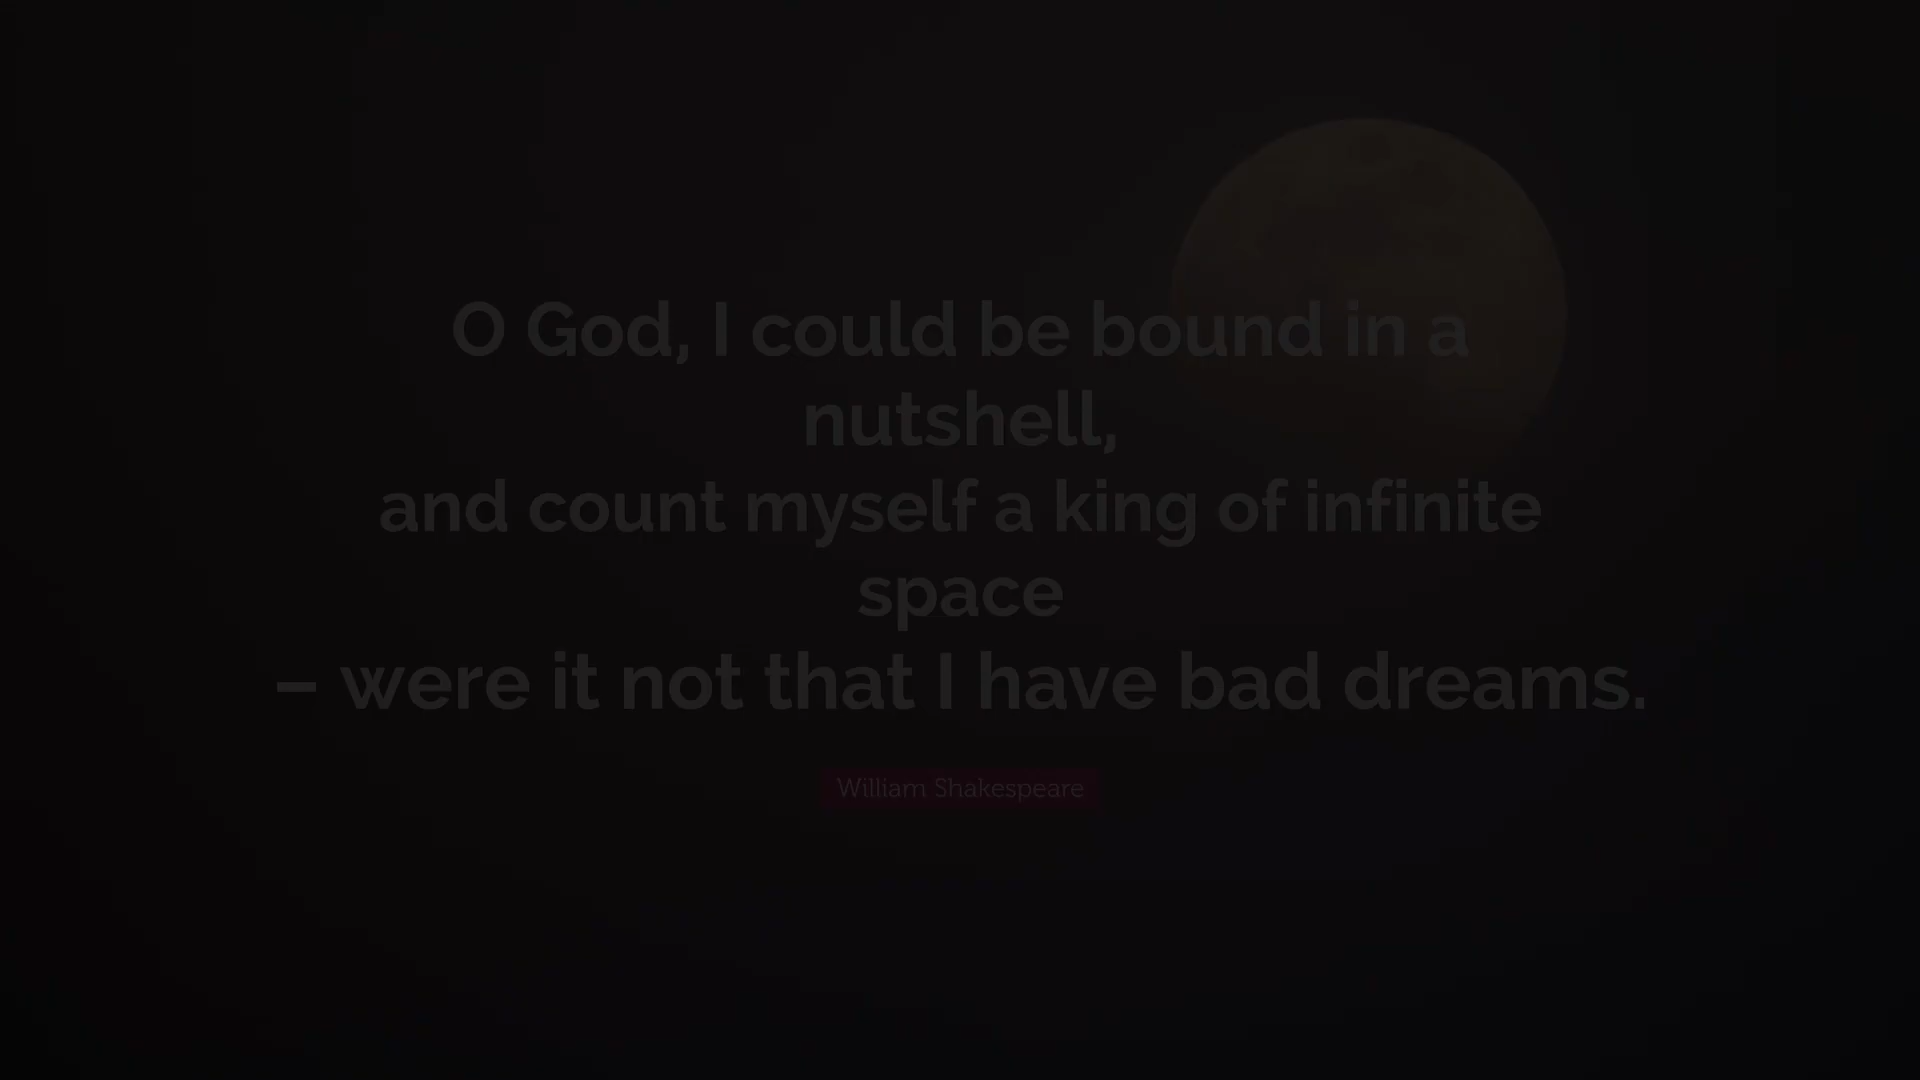 O God, I could be bound in a
nutshell,
and count myself a king of infinite
space
– were it not that I have bad dreams.
William Shakespeare